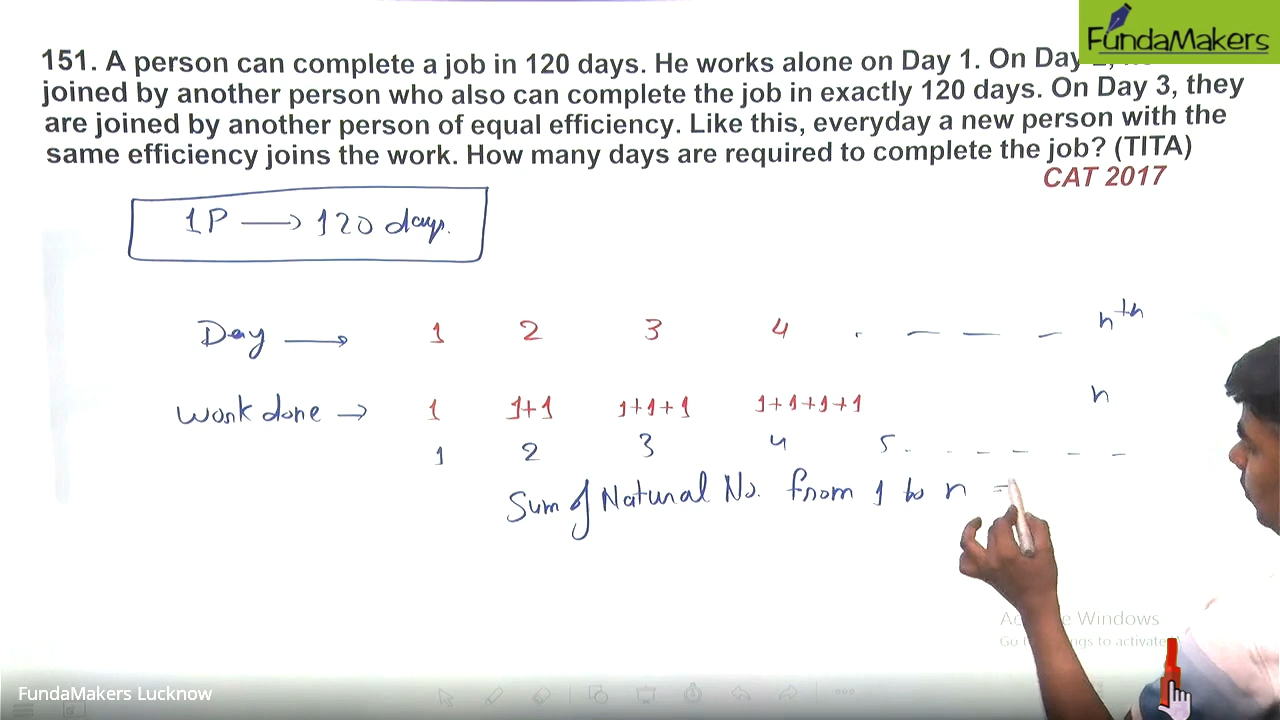 FundaMakers
151. A person can complete a job in 120 days. He works alone on Day 1. On Day
joined by another person who also can complete the job in exactly 120 days. On Day 3, they
are joined by another person of equal efficiency. Like this, everyday a new person with the
same efficiency joins the work. How many days are required to complete the job? (TITA)
CAT 2017
1P → 120 days.
Day → 1 2 3 4 . — — — nth
Work done → 1 1+1 1+1+1 1+1+1+1 n
1 2 3 4 5. - - - - -
Sum of Natural No. from 1 to n =
Windows
to activate
FundaMakers Lucknow